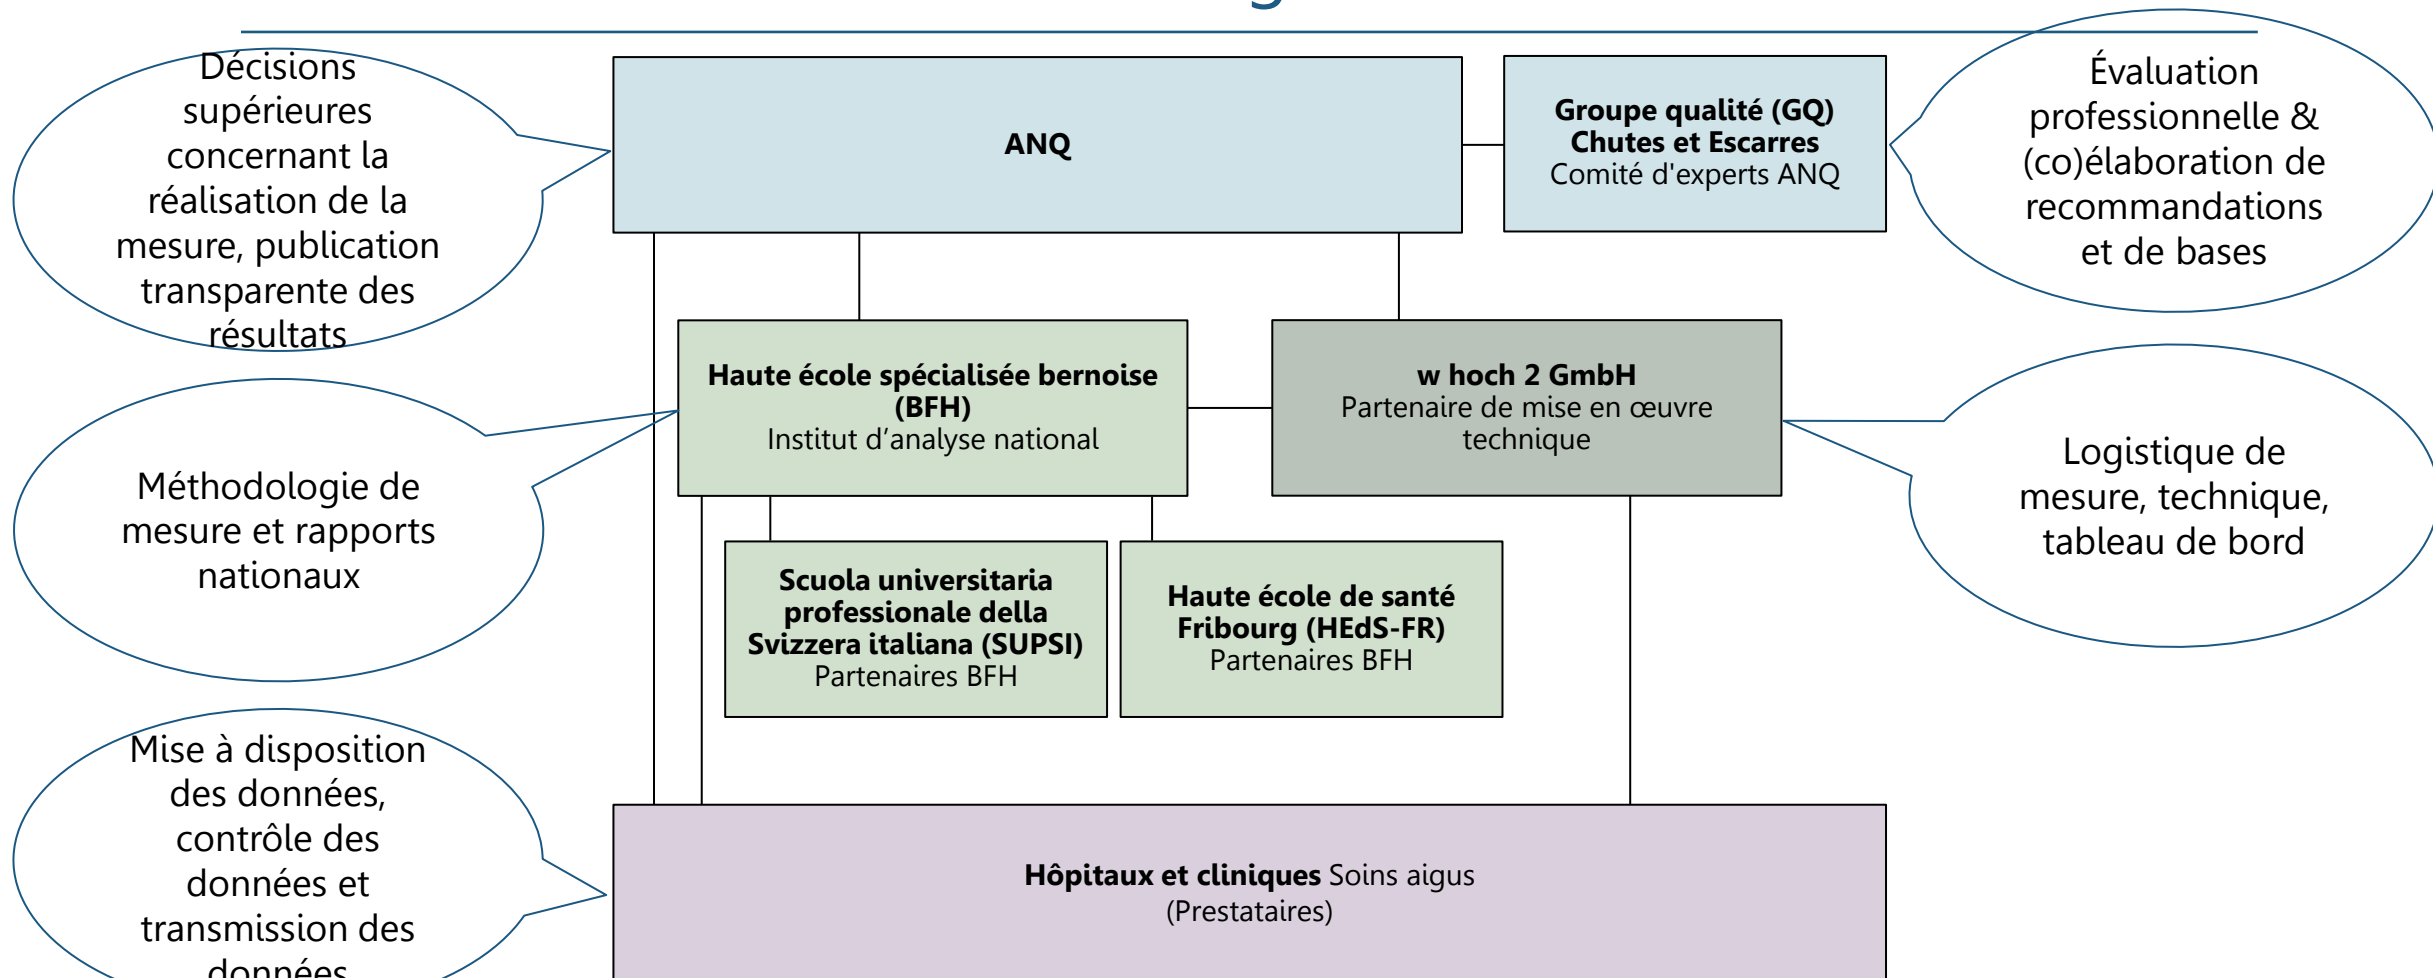 Décisions
supérieures
concernant la
réalisation de la
mesure, publication
transparente des
résultats
ANQ
Groupe qualité (GQ)
Chutes et Escarres
Comité d'experts ANQ
Évaluation
professionnelle &
(co)élaboration de
recommandations
et de bases
Méthodologie de
mesure et rapports
nationaux
Haute école spécialisée bernoise
(BFH)
Institut d’analyse national
w hoch 2 GmbH
Partenaire de mise en œuvre
technique
Logistique de
mesure, technique,
tableau de bord
Scuola universitaria
professionale della
Svizzera italiana (SUPSI)
Partenaires BFH
Haute école de santé
Fribourg (HEdS-FR)
Partenaires BFH
Mise à disposition
des données,
contrôle des
données et
transmission des
données
Hôpitaux et cliniques Soins aigus
(Prestataires)